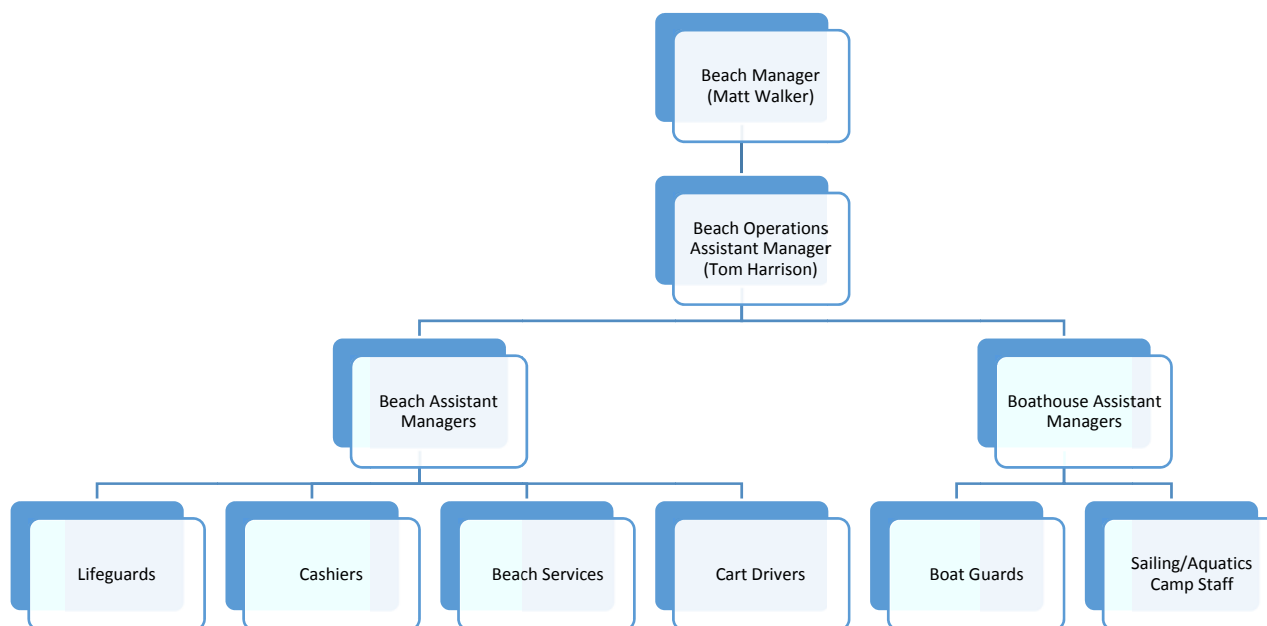 Beach Manager
(Matt Walker)
Beach Operations
Assistant Manager
(Tom Harrison)
Beach Assistant
Managers
Boathouse Assistant
Managers
Lifeguards
Cashiers
Beach Services
Cart Drivers
Boat Guards
Sailing/Aquatics
Camp Staff